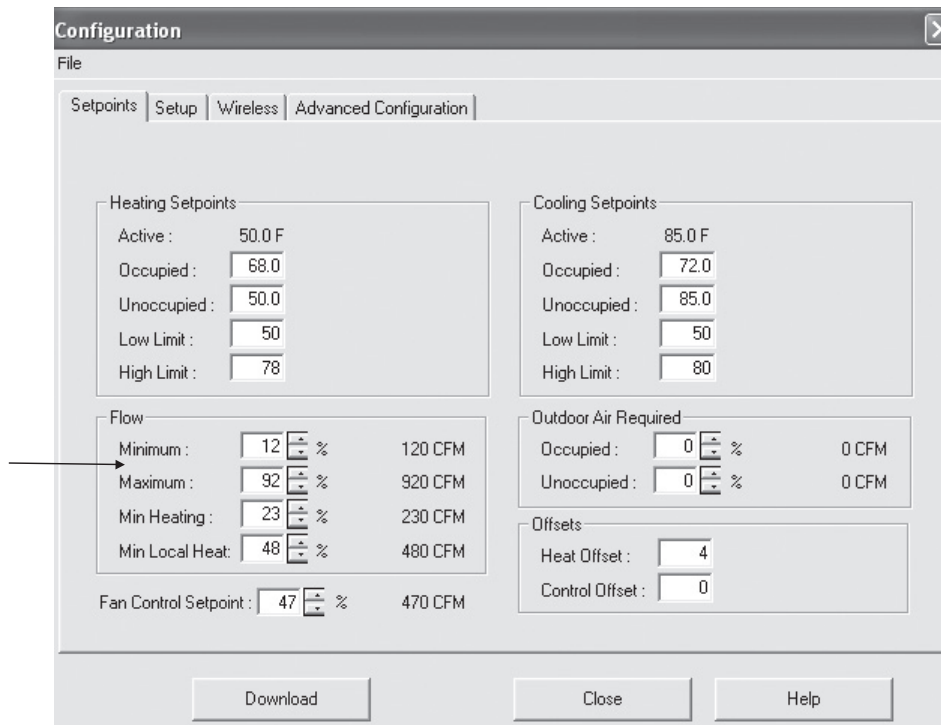 Configuration
File
Setpoints Setup Wireless Advanced Configuration
Heating Setpoints
Active : 50.0 F
Occupied : 68.0
Unoccupied : 50.0
Low Limit : 50
High Limit : 78
Cooling Setpoints
Active : 85.0 F
Occupied : 72.0
Unoccupied : 85.0
Low Limit : 50
High Limit : 80
Flow
Minimum : 12 % 120 CFM
Maximum : 92 % 920 CFM
Min Heating : 23 % 230 CFM
Min Local Heat: 48 % 480 CFM
Outdoor Air Required
Occupied : 0 % 0 CFM
Unoccupied : 0 % 0 CFM
Offsets
Heat Offset : 4
Control Offset : 0
Fan Control Setpoint : 47 % 470 CFM
Download Close Help